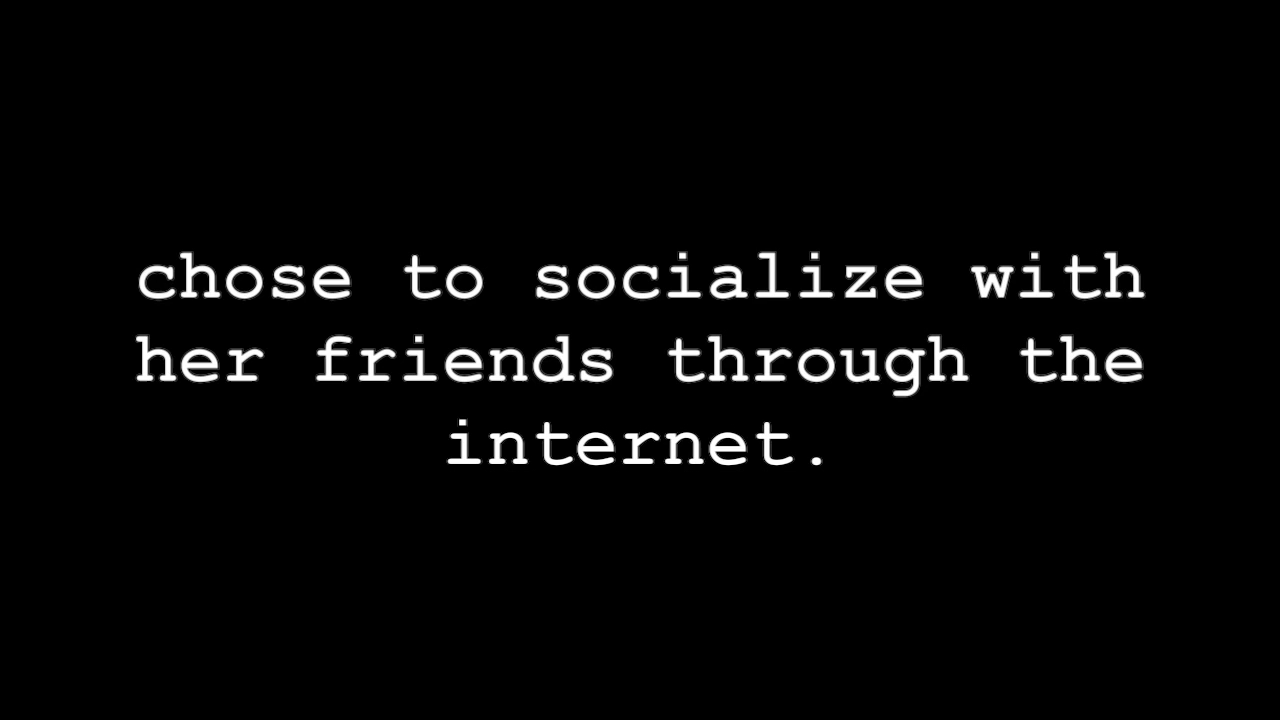 chose to socialize with
her friends through the
internet.